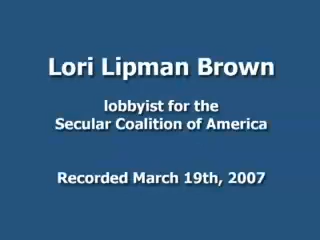 Lori Lipman Brown
lobbyist for the
Secular Coalition of America
Recorded March 19th, 2007